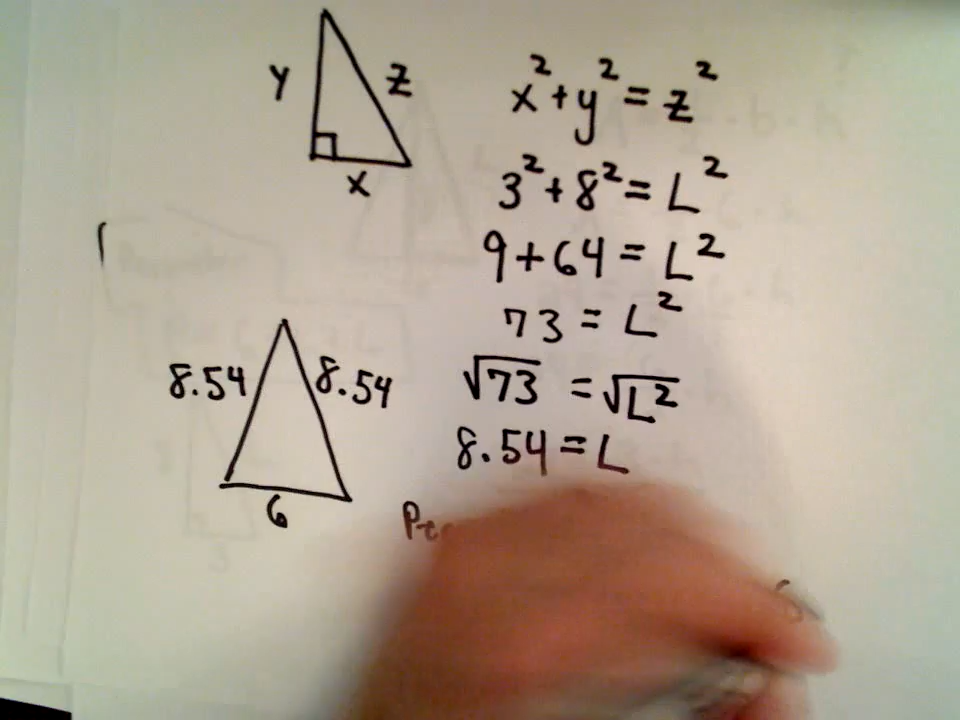 y z
x
x² + y² = z²
3² + 8² = L²
9 + 64 = L²
73 = L²
√73 = √L²
8.54 = L
8.54 8.54
6